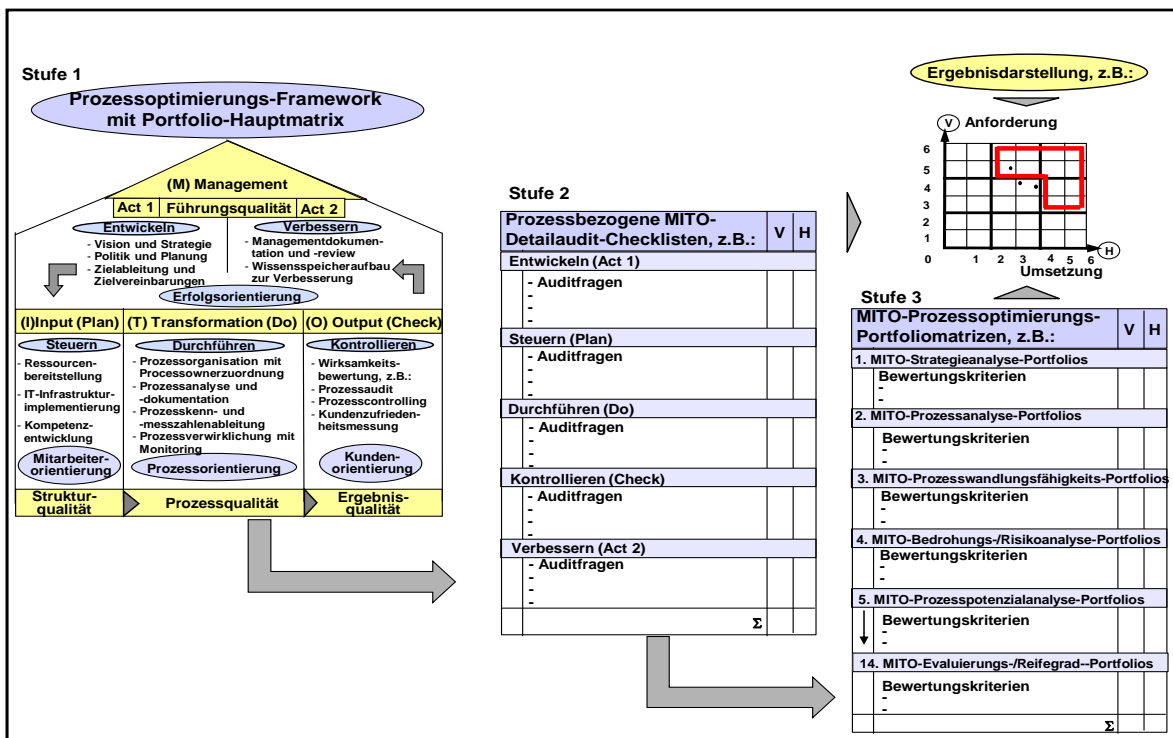 Stufe 1
Prozessoptimierungs-Framework
mit Portfolio-Hauptmatrix
(M) Management
Act 1
Führungsqualität
Act 2
Entwickeln
- Vision und Strategie
- Politik und Planung
- Zielableitung und
Zielvereinbarungen
Verbessern
- Managementdokumen-
tation und -review
- Wissensspeicheraufbau
zur Verbesserung
Erfolgsorientierung
(I)Input (Plan)
(T) Transformation (Do)
(O) Output (Check)
Steuern
- Ressourcen-
bereitstellung
- IT-Infrastruktur-
implementierung
- Kompetenz-
entwicklung
Mitarbeiter-
orientierung
Durchführen
- Prozessorganisation mit
Processownerzuordnung
- Prozessanalyse und
-dokumentation
- Prozesskenn- und
-messzahlenableitung
- Prozessverwirklichung mit
Monitoring
Prozessorientierung
Kontrollieren
- Wirksamkeits-
bewertung, z.B.:
- Prozessaudit
- Prozesscontrolling
- Kundenzufrieden-
heitsmessung
Kunden-
orientierung
Struktur-
qualität
Prozessqualität
Ergebnis-
qualität
Stufe 2
Prozessbezogene MITO-
Detailaudit-Checklisten, z.B.:
V
H
Entwickeln (Act 1)
- Auditfragen
-
-
-
Steuern (Plan)
- Auditfragen
-
-
-
Durchführen (Do)
- Auditfragen
-
-
-
Kontrollieren (Check)
- Auditfragen
-
-
-
Verbessern (Act 2)
- Auditfragen
-
-
-
Σ
Ergebnisdarstellung, z.B.:
V
Anforderung
6
5
4
3
2
1
0
1 2 3 4 5 6
H
Umsetzung
Stufe 3
MITO-Prozessoptimierungs-
Portfoliomatrizen, z.B.:
V
H
1. MITO-Strategieanalyse-Portfolios
Bewertungskriterien
-
-
2. MITO-Prozessanalyse-Portfolios
Bewertungskriterien
-
-
3. MITO-Prozesswandlungsfähigkeits-Portfolios
Bewertungskriterien
-
-
4. MITO-Bedrohungs-/Risikoanalyse-Portfolios
Bewertungskriterien
-
-
5. MITO-Prozesspotenzialanalyse-Portfolios
Bewertungskriterien
-
-
14. MITO-Evaluierungs-/Reifegrad--Portfolios
Bewertungskriterien
-
-
Σ